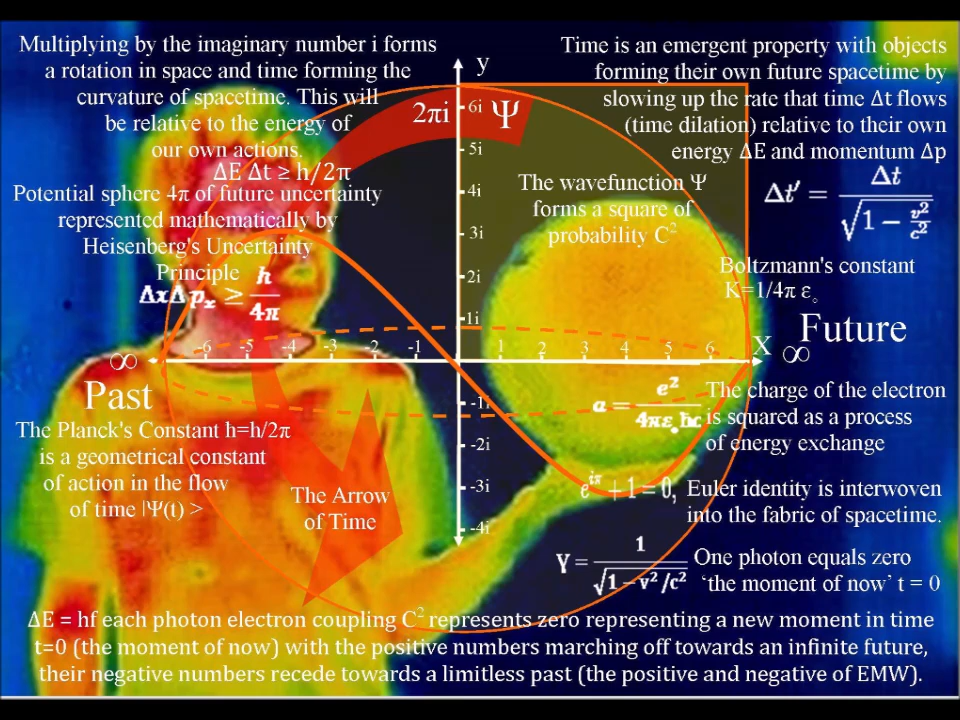 Multiplying by the imaginary number i forms
a rotation in space and time forming the
curvature of spacetime. This will
be relative to the energy of
our own actions.
ΔE Δt ≥ h/2π
Potential sphere 4π of future uncertainty
represented mathematically by
Heisenberg's Uncertainty
Principle
ΔxΔpₓ ≥ h/4π
y
2πi
Ψ
6i
5i
4i
3i
2i
1i
-1i
-2i
-3i
-4i
Time is an emergent property with objects
forming their own future spacetime by
slowing up the rate that time Δt flows
(time dilation) relative to their own
energy ΔE and momentum Δp
Δt′ = Δt/√1 − v²/c²
The wavefunction Ψ
forms a square of
probability C²
Boltzmann's constant
K=1/4π ε˳
∞ Future
X
-6 -5 -4 -3 -2 -1 1 2 3 4 5 6
∞
Past
The Planck's Constant ħ=h/2π
is a geometrical constant
of action in the flow
of time |Ψ(t) >
The Arrow
of Time
a = e²/4πε˳ħc
The charge of the electron
is squared as a process
of energy exchange
e^iπ + 1 = 0,
Euler identity is interwoven
into the fabric of spacetime.
γ = 1/√1 − v²/c²
One photon equals zero
‘the moment of now’ t = 0
ΔE = hf each photon electron coupling C² represents zero representing a new moment in time
t=0 (the moment of now) with the positive numbers marching off towards an infinite future,
their negative numbers recede towards a limitless past (the positive and negative of EMW).